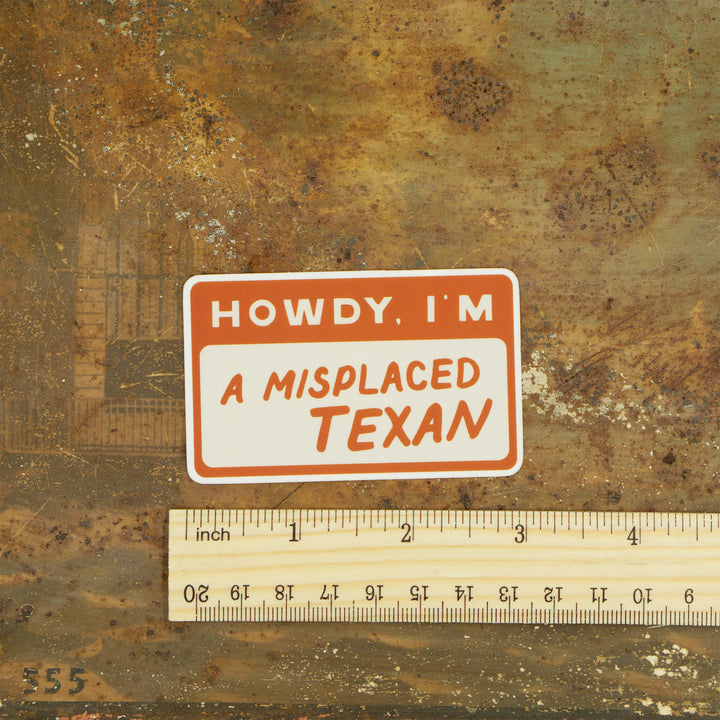 HOWDY, I'M
A MISPLACED
TEXAN
inch 1 2 3 4
20 19 18 17 16 15 14 13 12 11 10 9
555